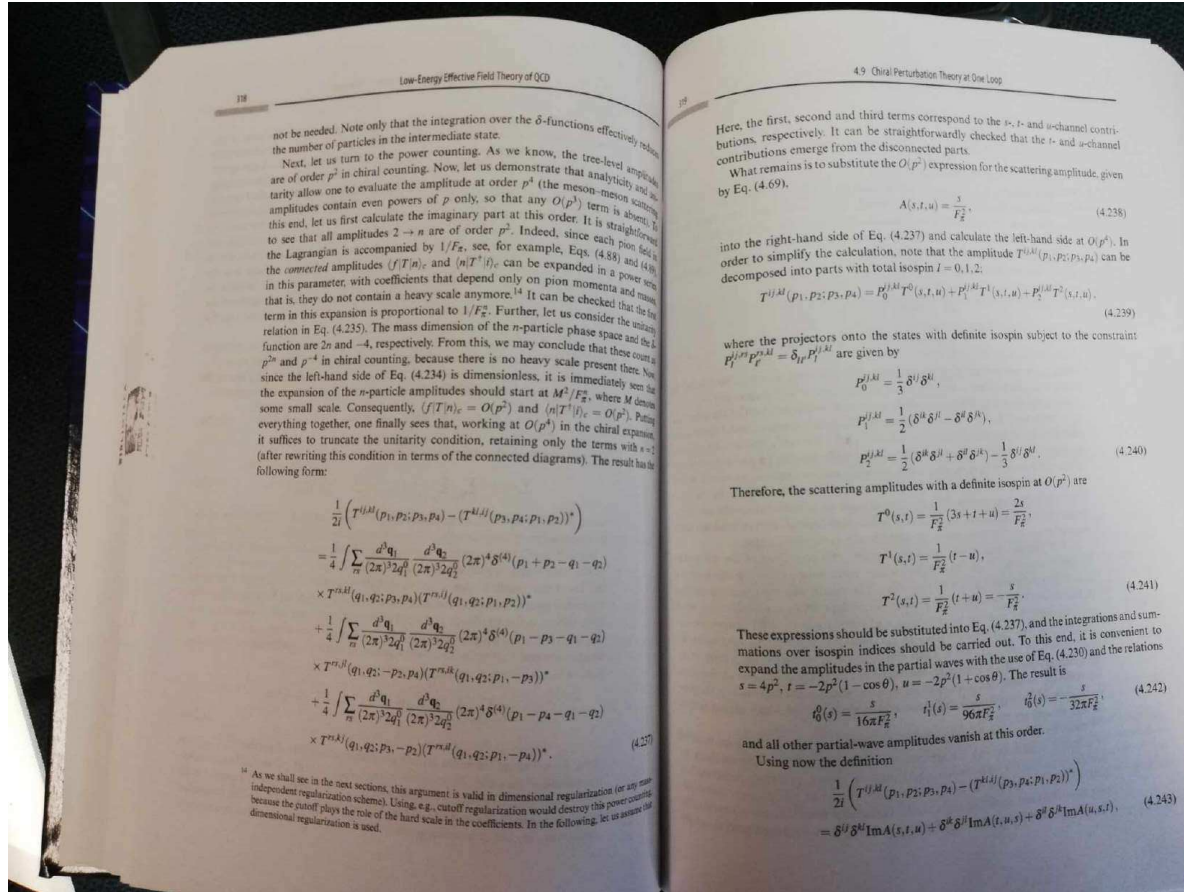 318
Low-Energy Effective Field Theory of QCD
not be needed. Note only that the integration over the δ-functions effectively reduces
the number of particles in the intermediate state.
Next, let us turn to the power counting. As we know, the tree-level amplitudes
are of order p² in chiral counting. Now, let us demonstrate that analyticity and
tarity allow one to evaluate the amplitude at order p⁴ (the meson–meson scattering
amplitudes contain even powers of p only, so that any O(p³) term is absent). To
this end, let us first calculate the imaginary part at this order. It is straightforward
to see that all amplitudes 2 → n are of order p². Indeed, since each pion field in
the Lagrangian is accompanied by 1/Fπ, see, for example, Eqs. (4.88) and
the connected amplitudes ⟨f|T|n⟩c and ⟨n|T†|i⟩c can be expanded in a power series
in this parameter, with coefficients that depend only on pion momenta and masses,
that is, they do not contain a heavy scale anymore.¹⁴ It can be checked that the first
term in this expansion is proportional to 1/Fπⁿ. Further, let us consider the unitarity
relation in Eq. (4.235). The mass dimension of the n-particle phase space and the δ-
function are 2n and −4, respectively. From this, we may conclude that these count as
p²ⁿ and p⁻⁴ in chiral counting, because there is no heavy scale present there. Now,
since the left-hand side of Eq. (4.234) is dimensionless, it is immediately seen that
the expansion of the n-particle amplitudes should start at M²/Fπⁿ, where M denotes
some small scale. Consequently, ⟨f|T|n⟩c = O(p²) and ⟨n|T†|i⟩c = O(p²). Putting
everything together, one finally sees that, working at O(p⁴) in the chiral expansion,
it suffices to truncate the unitarity condition, retaining only the terms with n = 2
(after rewriting this condition in terms of the connected diagrams). The result has the
following form:
1/2i (T^{ij,kl}(p₁,p₂;p₃,p₄) − (T^{kl,ij}(p₃,p₄;p₁,p₂))*)
= 1/4 ∫ ∑_{rs} d³q₁/(2π)³2q₁⁰ d³q₂/(2π)³2q₂⁰ (2π)⁴δ⁽⁴⁾(p₁ + p₂ − q₁ − q₂)
× T^{rs,kl}(q₁,q₂;p₃,p₄)(T^{rs,ij}(q₁,q₂;p₁,p₂))*
+ 1/4 ∫ ∑_{rs} d³q₁/(2π)³2q₁⁰ d³q₂/(2π)³2q₂⁰ (2π)⁴δ⁽⁴⁾(p₁ − p₃ − q₁ − q₂)
× T^{rs,jl}(q₁,q₂;−p₂,p₄)(T^{rs,ik}(q₁,q₂;p₁,−p₃))*
+ 1/4 ∫ ∑_{rs} d³q₁/(2π)³2q₁⁰ d³q₂/(2π)³2q₂⁰ (2π)⁴δ⁽⁴⁾(p₁ − p₄ − q₁ − q₂)
× T^{rs,kj}(q₁,q₂;p₃,−p₂)(T^{rs,il}(q₁,q₂;p₁,−p₄))*. (4.237)
¹⁴ As we shall see in the next sections, this argument is valid in dimensional regularization (or any mass-
independent regularization scheme). Using, e.g., cutoff regularization would destroy this power counting,
because the cutoff plays the role of the hard scale in the coefficients. In the following, let us assume that
dimensional regularization is used.
319
4.9 Chiral Perturbation Theory at One Loop
Here, the first, second and third terms correspond to the s-, t- and u-channel contri-
butions, respectively. It can be straightforwardly checked that the t- and u-channel
contributions emerge from the disconnected parts.
What remains is to substitute the O(p²) expression for the scattering amplitude, given
by Eq. (4.69),
A(s,t,u) = s/Fπ², (4.238)
into the right-hand side of Eq. (4.237) and calculate the left-hand side at O(p⁴). In
order to simplify the calculation, note that the amplitude T^{ij,kl}(p₁,p₂;p₃,p₄) can be
decomposed into parts with total isospin I = 0,1,2:
T^{ij,kl}(p₁,p₂;p₃,p₄) = P₀^{ij,kl}T⁰(s,t,u) + P₁^{ij,kl}T¹(s,t,u) + P₂^{ij,kl}T²(s,t,u),
(4.239)
where the projectors onto the states with definite isospin subject to the constraint
P_I^{ij,rs}P_{I'}^{rs,kl} = δ_{II'}P_I^{ij,kl} are given by
P₀^{ij,kl} = 1/3 δ^{ij}δ^{kl},
P₁^{ij,kl} = 1/2 (δ^{ik}δ^{jl} − δ^{il}δ^{jk}),
P₂^{ij,kl} = 1/2 (δ^{ik}δ^{jl} + δ^{il}δ^{jk}) − 1/3 δ^{ij}δ^{kl}. (4.240)
Therefore, the scattering amplitudes with a definite isospin at O(p²) are
T⁰(s,t) = 1/Fπ² (3s + t + u) = 2s/Fπ²,
T¹(s,t) = 1/Fπ² (t − u),
T²(s,t) = 1/Fπ² (t + u) = − s/Fπ². (4.241)
These expressions should be substituted into Eq. (4.237), and the integrations and sum-
mations over isospin indices should be carried out. To this end, it is convenient to
expand the amplitudes in the partial waves with the use of Eq. (4.230) and the relations
s = 4p², t = −2p²(1 − cos θ), u = −2p²(1 + cos θ). The result is
t₀⁰(s) = s/16πFπ², t₁¹(s) = s/96πFπ², t₀²(s) = − s/32πFπ², (4.242)
and all other partial-wave amplitudes vanish at this order.
Using now the definition
1/2i (T^{ij,kl}(p₁,p₂;p₃,p₄) − (T^{kl,ij}(p₃,p₄;p₁,p₂))*)
= δ^{ij}δ^{kl}ImA(s,t,u) + δ^{ik}δ^{jl}ImA(t,u,s) + δ^{il}δ^{jk}ImA(u,s,t), (4.243)